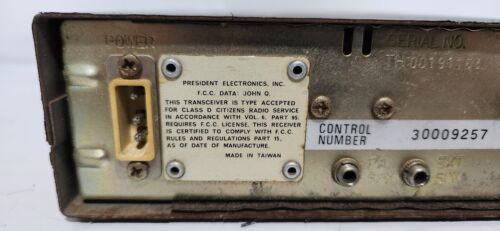 POWER
SERIAL NO.
PRESIDENT ELECTRONICS, INC.
F.C.C. DATA: JOHN Q.
THIS TRANSCEIVER IS TYPE ACCEPTED
FOR CLASS D CITIZENS RADIO SERVICE
IN ACCORDANCE WITH VOL. 6, PART 95.
REQUIRES F.C.C. LICENSE. THIS RECEIVER
IS CERTIFIED TO COMPLY WITH F.C.C.
RULES AND REGULATIONS PART 15,
AS OF DATE OF MANUFACTURE.
MADE IN TAIWAN
CONTROL
NUMBER
30009257